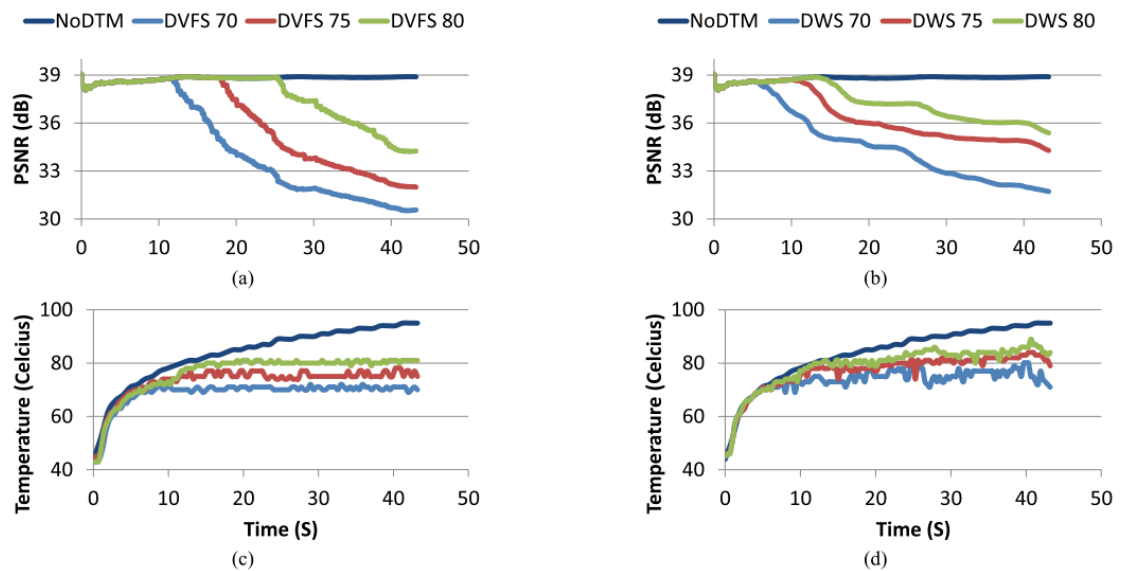 NoDTM DVFS 70 DVFS 75 DVFS 80
NoDTM DWS 70 DWS 75 DWS 80
PSNR (dB)
39
36
33
30
0 10 20 30 40 50
(a)
PSNR (dB)
39
36
33
30
0 10 20 30 40 50
(b)
Temperature (Celcius)
100
80
60
40
0 10 20 30 40 50
Time (S)
(c)
Temperature (Celcius)
100
80
60
40
0 10 20 30 40 50
Time (S)
(d)